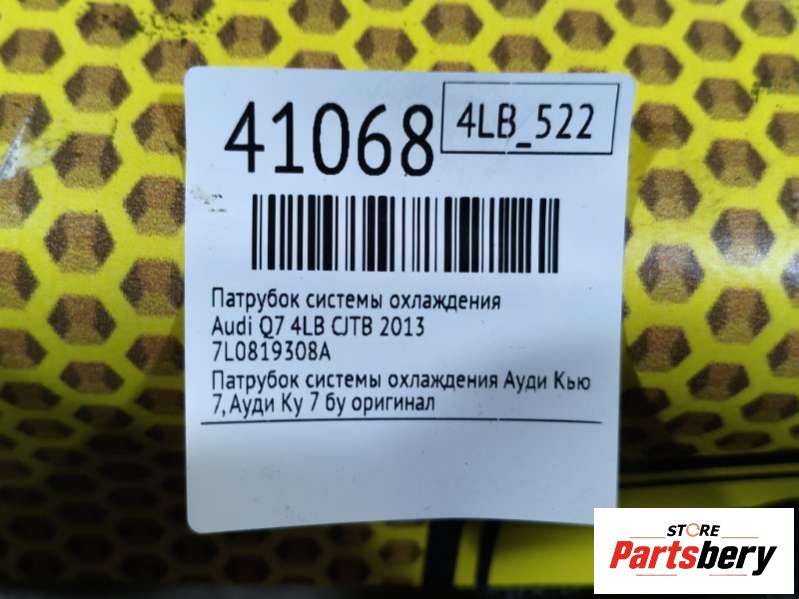 41068
4LB_522
Патрубок системы охлаждения
Audi Q7 4LB CJTB 2013
7L0819308A
Патрубок системы охлаждения Ауди Кью
7, Ауди Ку 7 бу оригинал
STORE
Partsbery